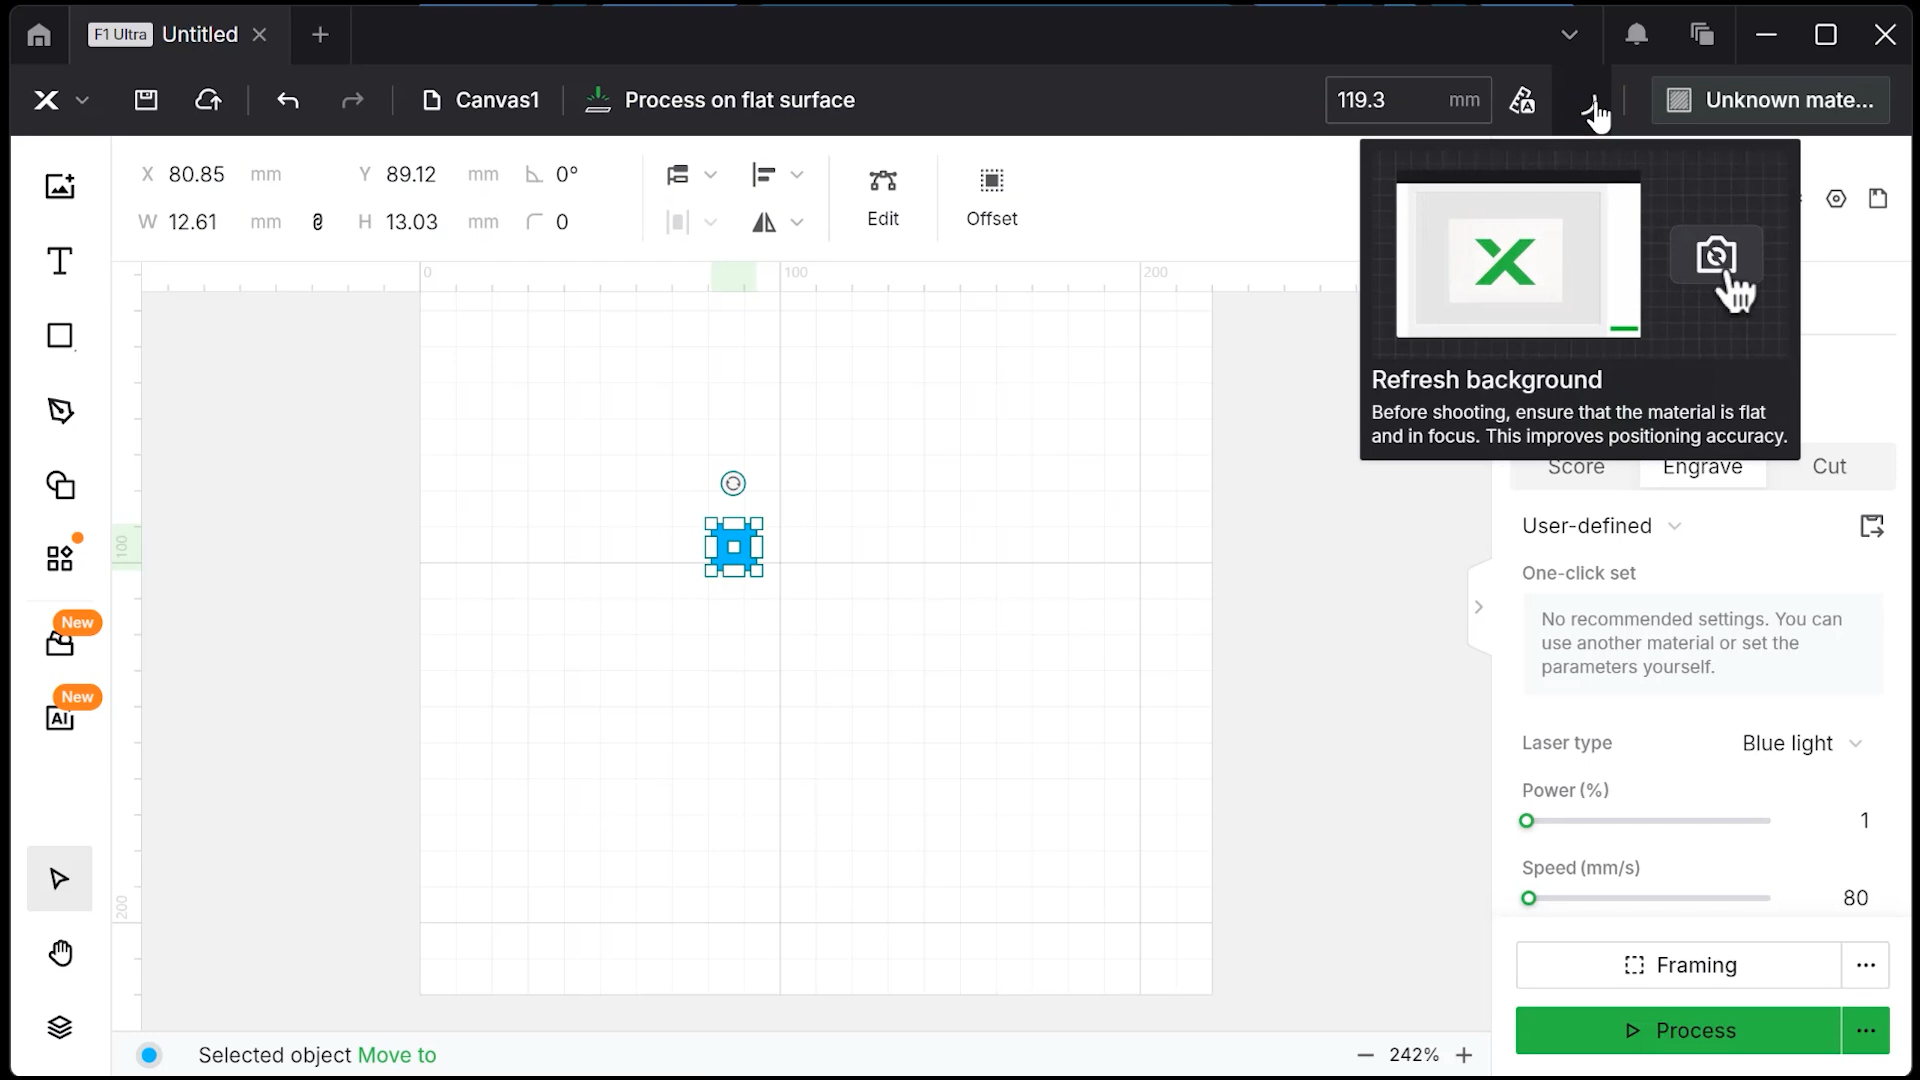 F1 Ultra Untitled
Canvas1
Process on flat surface
119.3 mm
Unknown mate...
X 80.85 mm
Y 89.12 mm
0°
W 12.61 mm
H 13.03 mm
0
Edit
Offset
0
100
200
100
200
Refresh background
Before shooting, ensure that the material is flat
and in focus. This improves positioning accuracy.
Score
Engrave
Cut
User-defined
One-click set
No recommended settings. You can
use another material or set the
parameters yourself.
New
New
AI
Laser type
Blue light
Power (%)
1
Speed (mm/s)
80
Framing
Process
Selected object Move to
242%